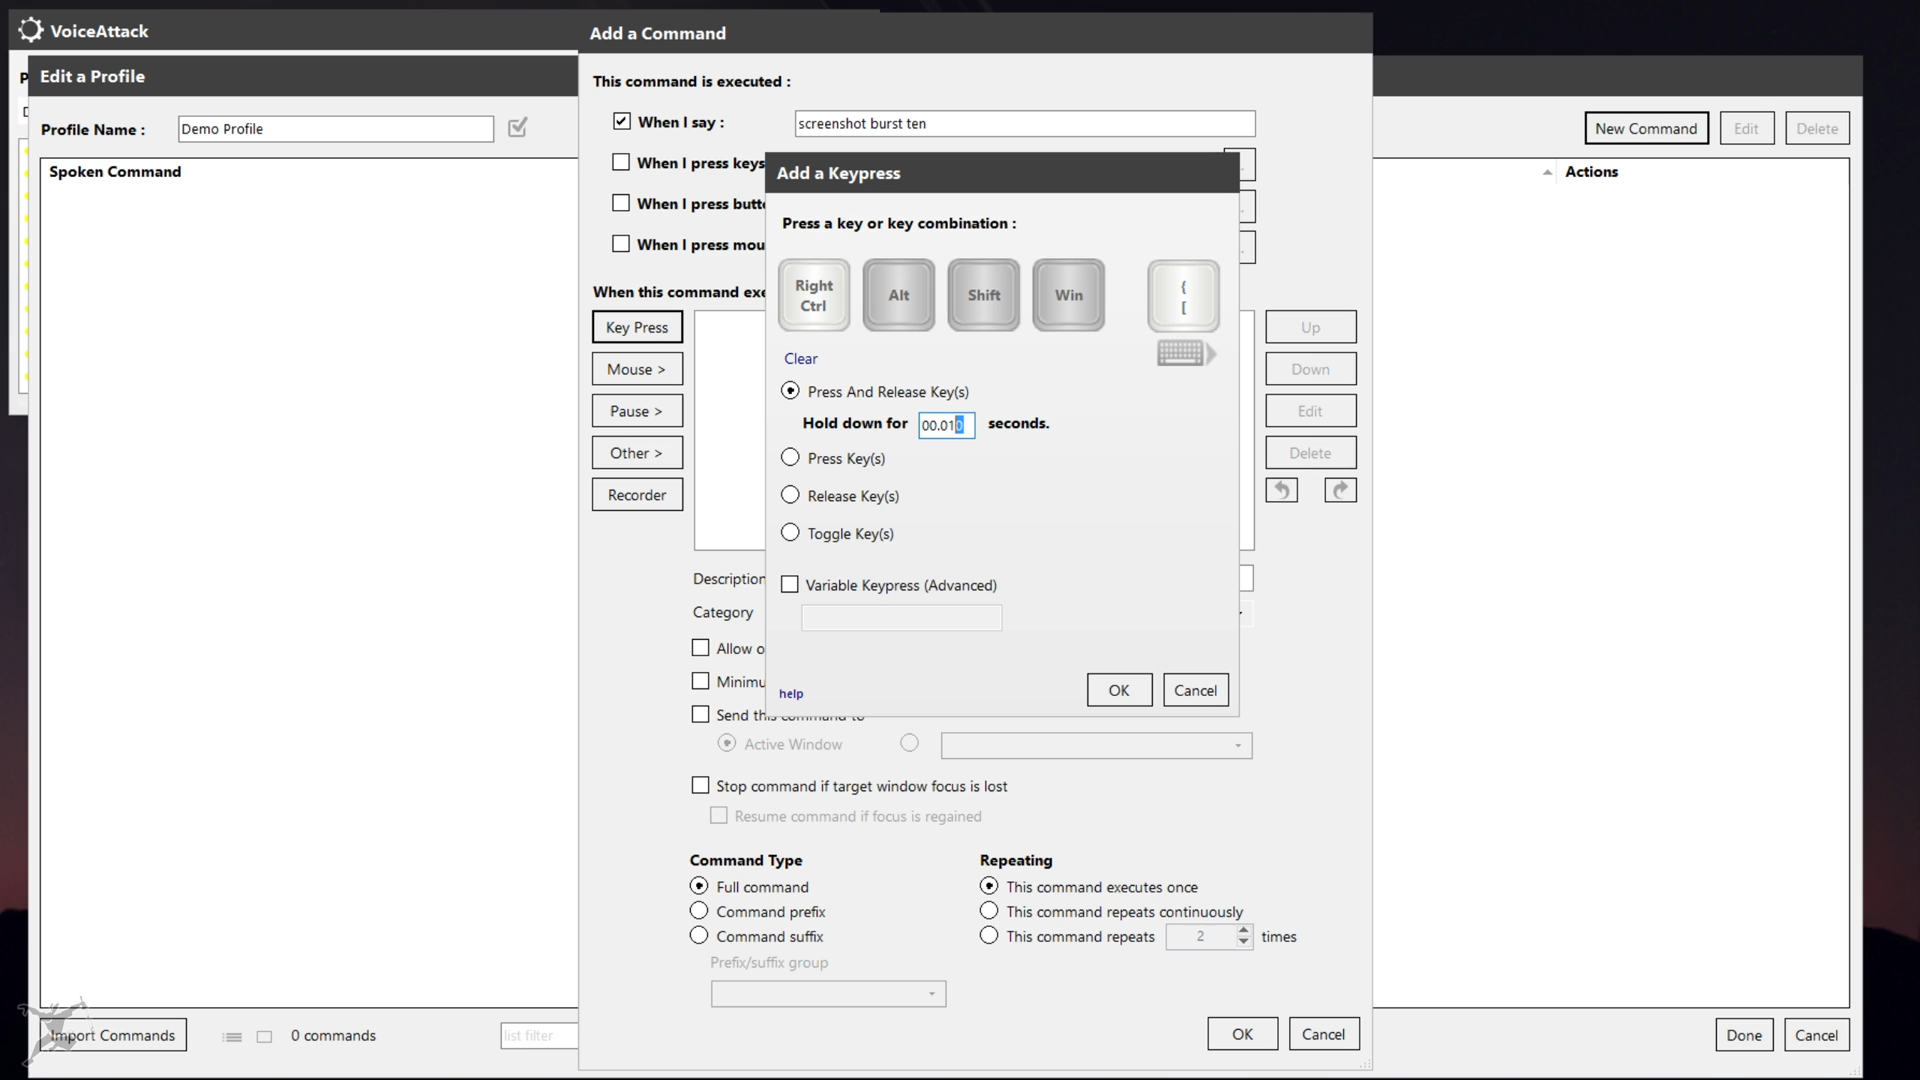 VoiceAttack
Add a Command
Edit a Profile
This command is executed :
Profile Name :
Demo Profile
When I say :
screenshot burst ten
New Command
Edit
Delete
Spoken Command
When I press keys
Actions
Add a Keypress
When I press butt
Press a key or key combination :
When I press mou
When this command exe
Right
Ctrl
Alt
Shift
Win
{
[
Key Press
Up
Clear
Mouse >
Down
Press And Release Key(s)
Pause >
Hold down for
00.010
seconds.
Edit
Other >
Press Key(s)
Delete
Recorder
Release Key(s)
Toggle Key(s)
Description
Variable Keypress (Advanced)
Category
Allow o
Minimu
help
OK
Cancel
Send this command to
Active Window
Stop command if target window focus is lost
Resume command if focus is regained
Command Type
Repeating
Full command
This command executes once
Command prefix
This command repeats continuously
Command suffix
This command repeats
2
times
Prefix/suffix group
Import Commands
0 commands
list filter
OK
Cancel
Done
Cancel